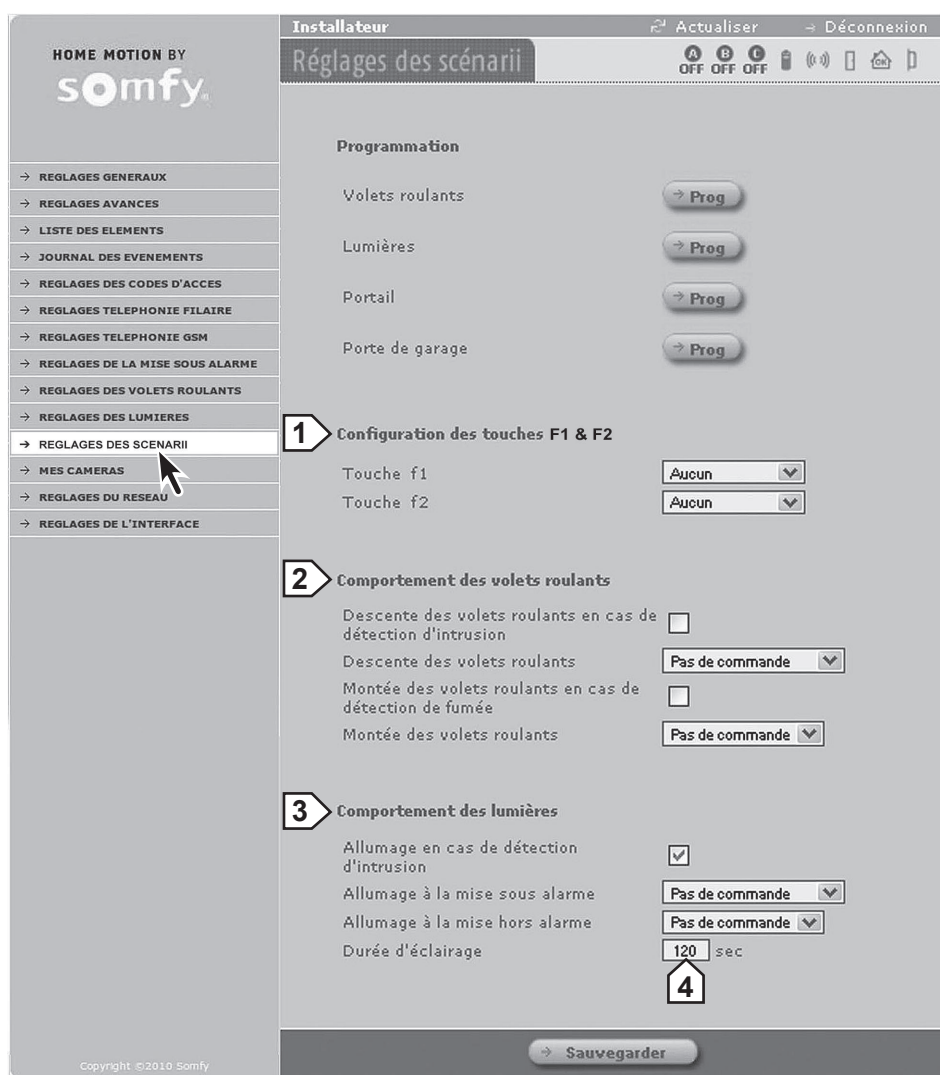 Installateur
Actualiser
Déconnexion
HOME MOTION BY
somfy
Réglages des scénarii
A B C
OFF OFF OFF
OK
REGLAGES GENERAUX
REGLAGES AVANCES
LISTE DES ELEMENTS
JOURNAL DES EVENEMENTS
REGLAGES DES CODES D'ACCES
REGLAGES TELEPHONIE FILAIRE
REGLAGES TELEPHONIE GSM
REGLAGES DE LA MISE SOUS ALARME
REGLAGES DES VOLETS ROULANTS
REGLAGES DES LUMIERES
REGLAGES DES SCENARII
MES CAMERAS
REGLAGES DU RESEAU
REGLAGES DE L'INTERFACE
Copyright ©2010 Somfy
Programmation
Volets roulants Prog
Lumières Prog
Portail Prog
Porte de garage Prog
1 Configuration des touches F1 & F2
Touche f1 Aucun
Touche f2 Aucun
2 Comportement des volets roulants
Descente des volets roulants en cas de
détection d'intrusion
Descente des volets roulants Pas de commande
Montée des volets roulants en cas de
détection de fumée
Montée des volets roulants Pas de commande
3 Comportement des lumières
Allumage en cas de détection
d'intrusion
Allumage à la mise sous alarme Pas de commande
Allumage à la mise hors alarme Pas de commande
Durée d'éclairage 120 sec
4
Sauvegarder